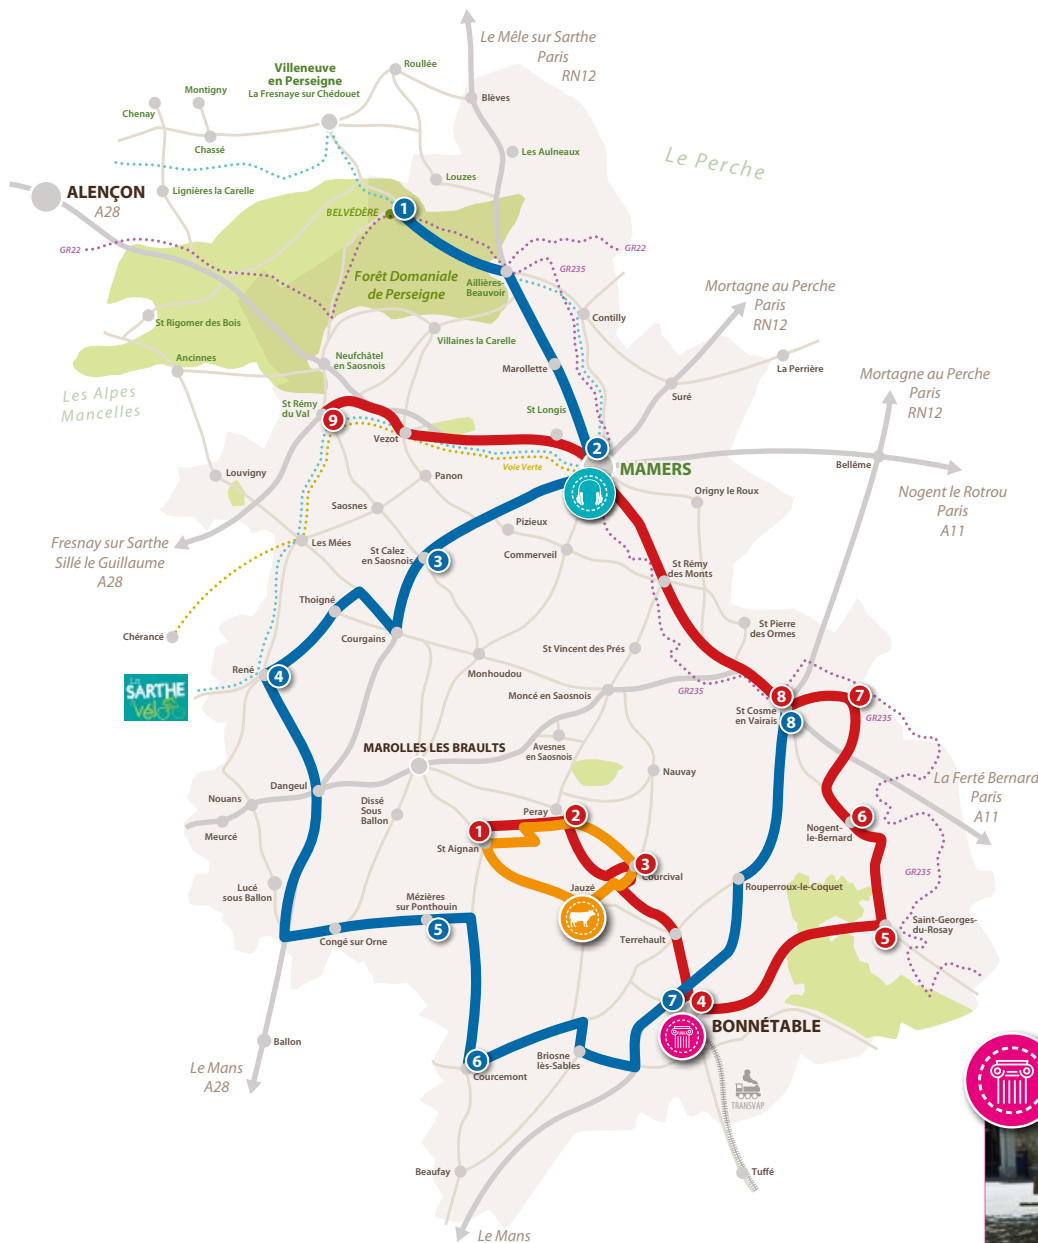 Le Mêle sur Sarthe
Paris
RN12
Villeneuve
en Perseigne
La Fresnaye sur Chédouet
Roullée
Blèves
Montigny
Chenay
Chassé
Les Aulneaux
Le Perche
Louzes
Lignières la Carelle
ALENÇON
A28
BELVÉDÈRE
1
GR22
GR22
GR235
Forêt Domaniale
de Perseigne
Aillières-
Beauvoir
Mortagne au Perche
Paris
RN12
St Rigomer des Bois
Contilly
Villaines la Carelle
Neufchâtel
en Saosnois
Ancinnes
Marollette
La Perrière
Mortagne au Perche
Paris
RN12
Les Alpes
Mancelles
Suré
St Rémy
du Val
9
St Longis
Vezot
2
Voie Verte
MAMERS
Bellême
Louvigny
Panon
Origny le Roux
Nogent le Rotrou
Paris
A11
Saosnes
Pizieux
Fresnay sur Sarthe
Sillé le Guillaume
A28
Les Mées
St Calez
en Saosnois
3
Commerveil
St Rémy
des Monts
Thoigné
Chérancé
Courgains
St Pierre
des Ormes
St Vincent des Prés
René
4
Monhoudou
La
SARTHE
à
vélo
Moncé en Saosnois
GR235
8
7
St Cosme
en Vairais
8
GR235
MAROLLES LES BRAULTS
Avesnes
en Saosnois
Nauvay
La Ferté Bernard
Paris
A11
Dangeul
Nouans
Dissé
Sous
Ballon
Meurcé
Peray
2
1
6
Nogent-
le-Bernard
St Aignan
3
Courcival
GR235
Lucé
sous Ballon
Jauzé
Rouperroux-le-Coquet
Mézières
sur Ponthouin
5
Congé sur Orne
Terrehault
Saint-Georges-
du-Rosay
5
7
4
BONNÉTABLE
Ballon
6
Courcemont
Briosne
lès-Sables
Le Mans
A28
TRANSVAP
Beaufay
Tuffé
Le Mans